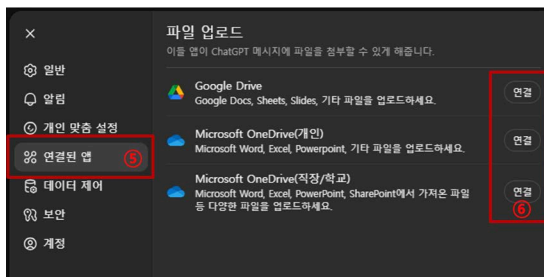 ×
일반
알림
개인 맞춤 설정
연결된 앱 ⑤
데이터 제어
보안
계정
파일 업로드
이들 앱이 ChatGPT 메시지에 파일을 첨부할 수 있게 해줍니다.
Google Drive
Google Docs, Sheets, Slides, 기타 파일을 업로드하세요.
연결
Microsoft OneDrive(개인)
Microsoft Word, Excel, Powerpoint, 기타 파일을 업로드하세요.
연결
Microsoft OneDrive(직장/학교)
Microsoft Word, Excel, PowerPoint, SharePoint에서 가져온 파일
등 다양한 파일을 업로드하세요.
연결
⑥